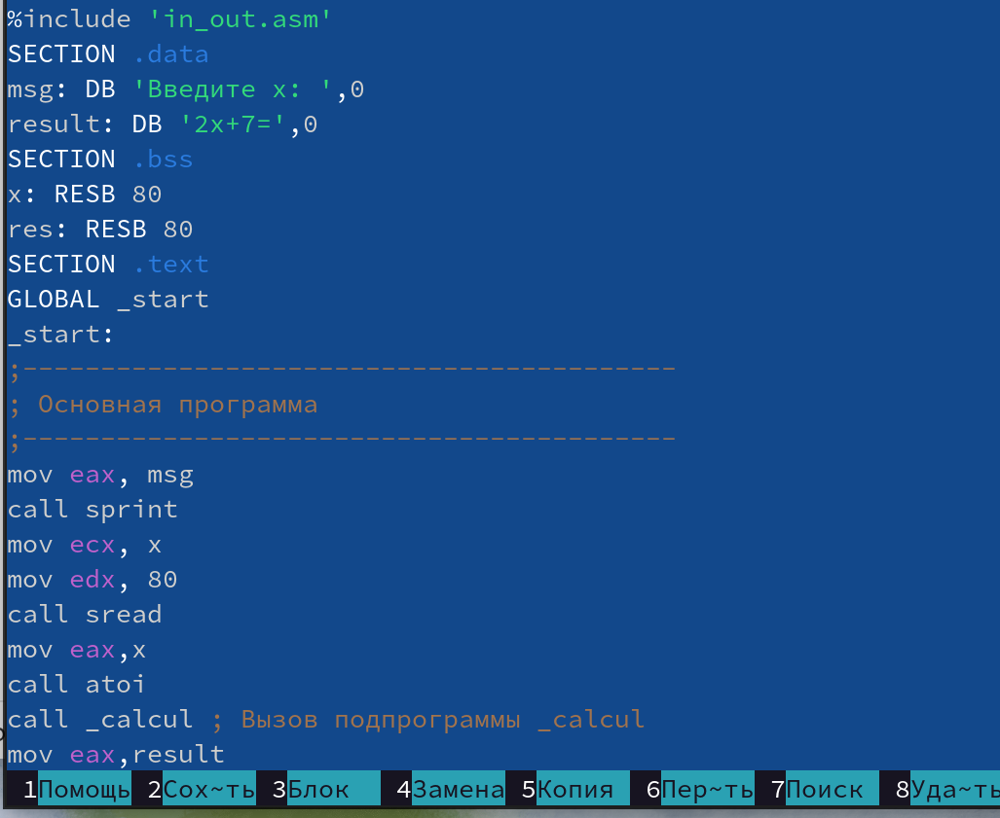 %include 'in_out.asm'
SECTION .data
msg: DB 'Введите x: ',0
result: DB '2x+7=',0
SECTION .bss
x: RESB 80
res: RESB 80
SECTION .text
GLOBAL _start
_start:
;------------------------------------------
; Основная программа
;------------------------------------------
mov eax, msg
call sprint
mov ecx, x
mov edx, 80
call sread
mov eax,x
call atoi
call _calcul ; Вызов подпрограммы _calcul
mov eax,result
1Помощь 2Сох~ть 3Блок 4Замена 5Копия 6Пер~ть 7Поиск 8Уда~ть